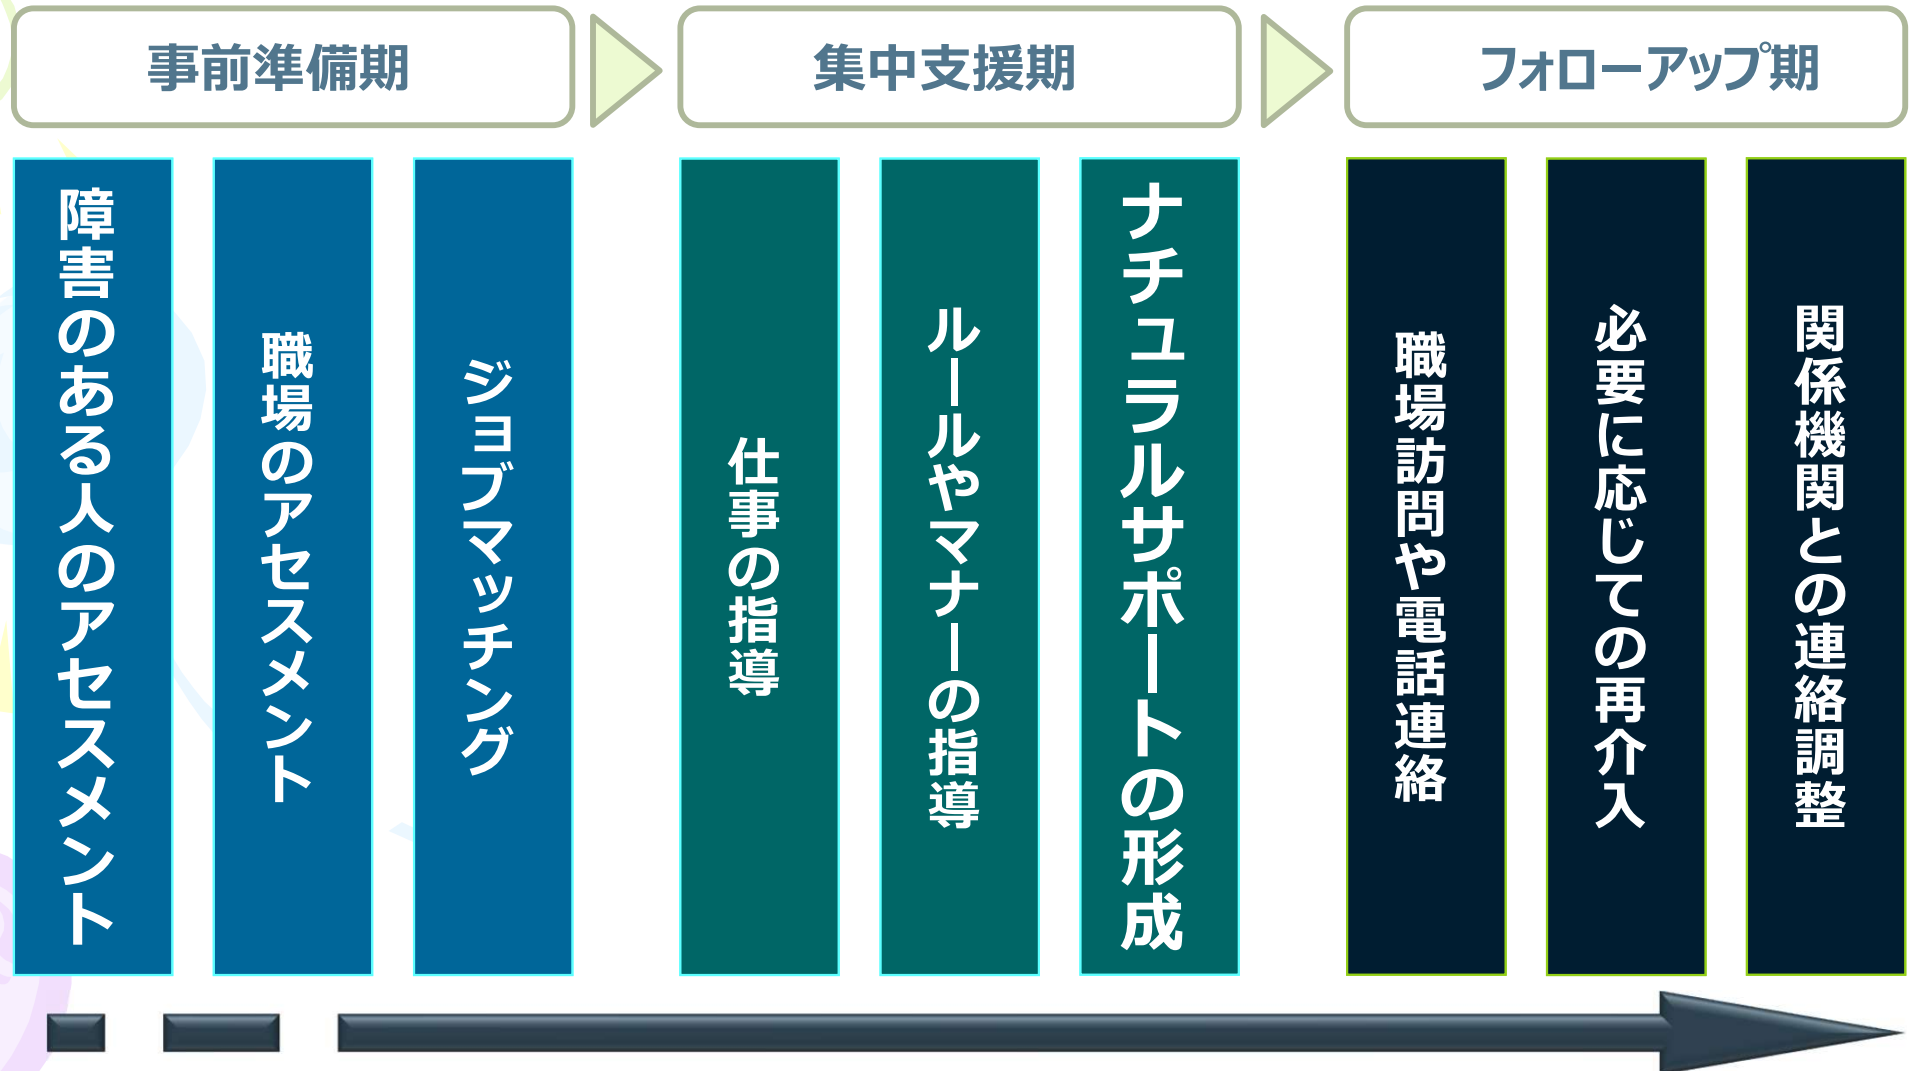 事前準備期
集中支援期
フォローアップ期
障害のある人のアセスメント
職場のアセスメント
ジョブマッチング
仕事の指導
ルールやマナーの指導
ナチュラルサポートの形成
職場訪問や電話連絡
必要に応じての再介入
関係機関との連絡調整